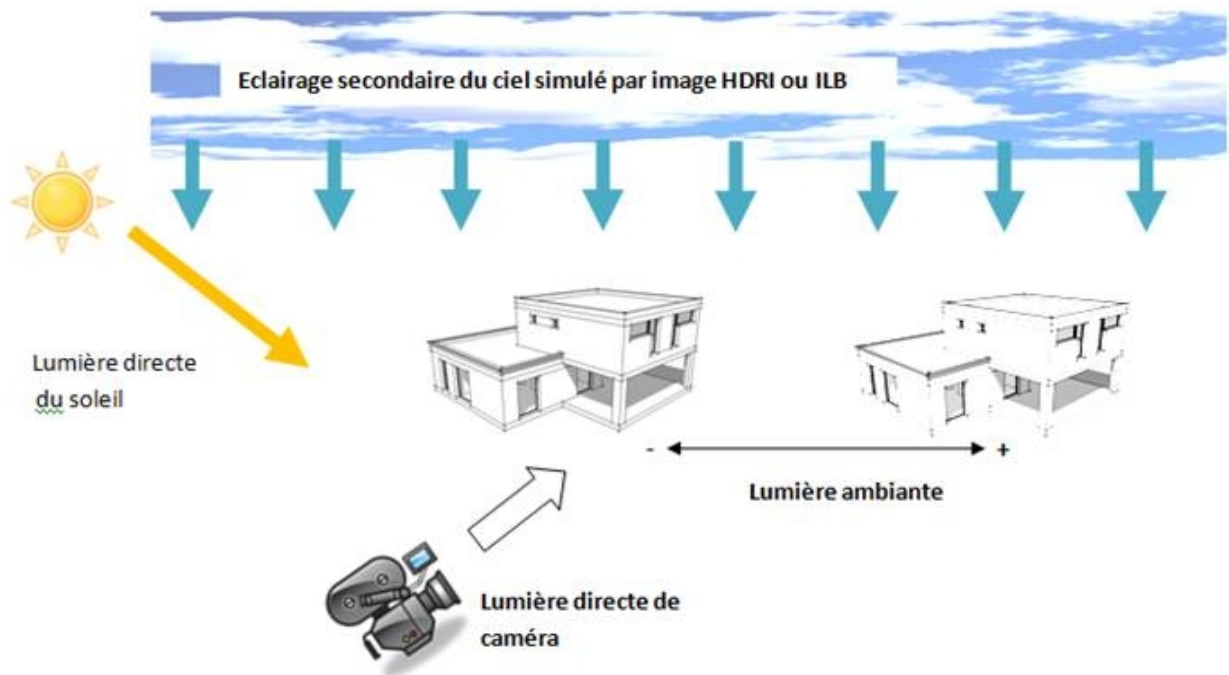 Eclairage secondaire du ciel simulé par image HDRI ou ILB
Lumière directe
du soleil
- +
Lumière ambiante
Lumière directe de
caméra